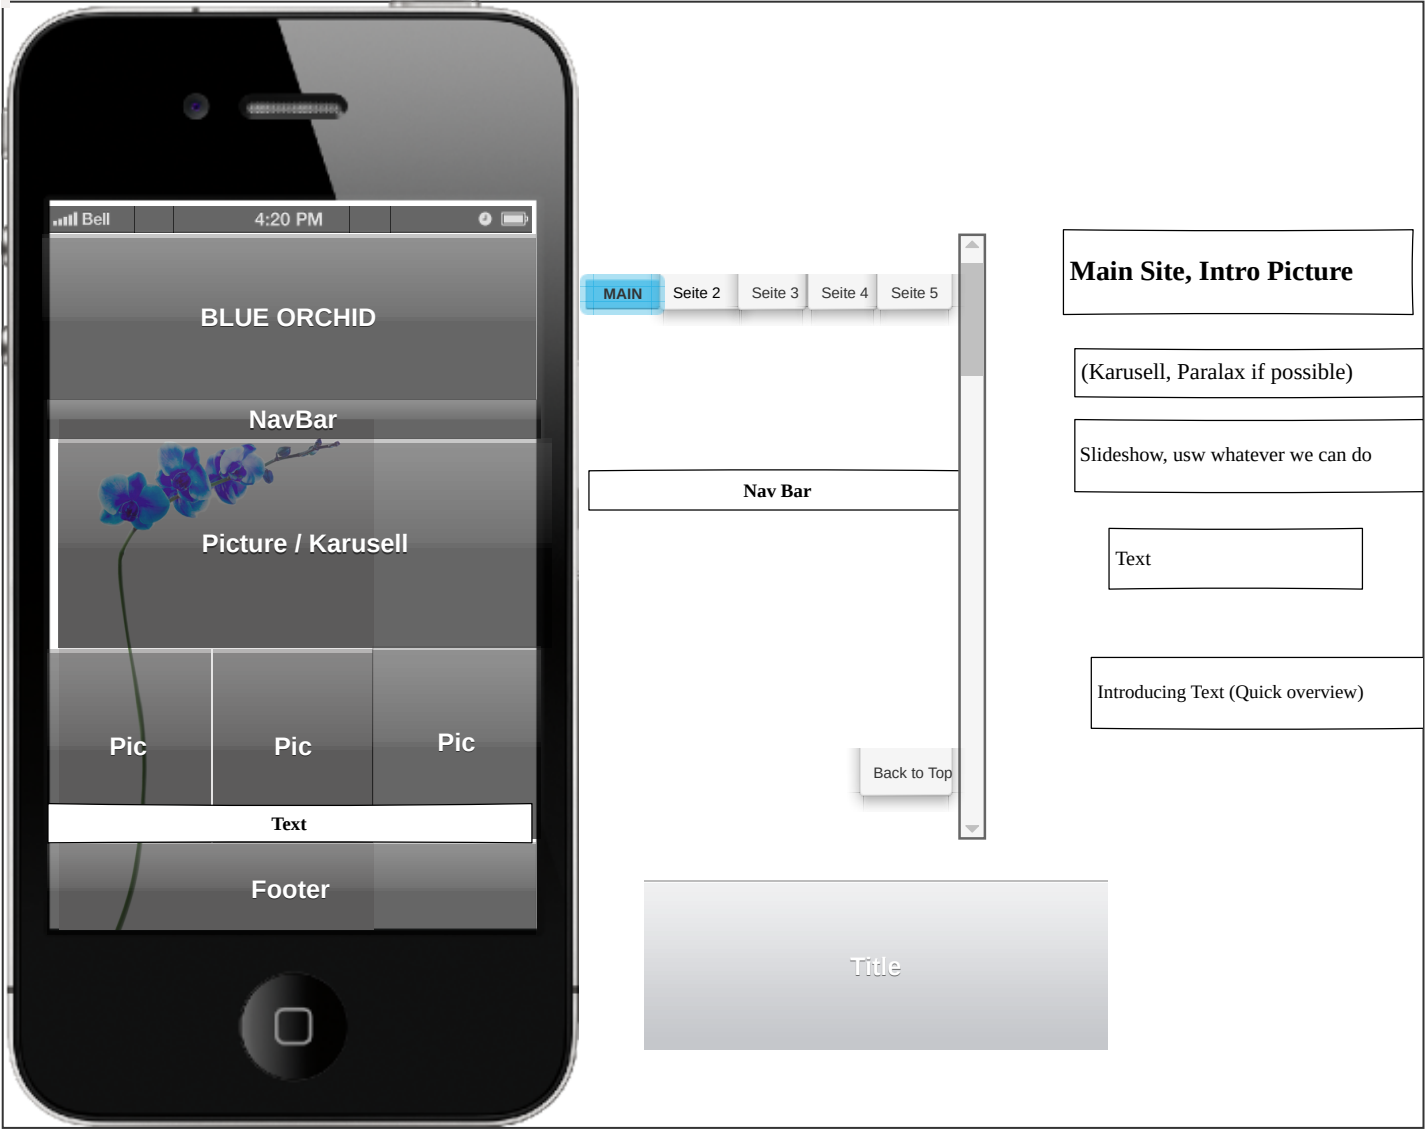 Bell
4:20 PM
BLUE ORCHID
NavBar
Picture / Karusell
Pic
Pic
Pic
Text
Footer
MAIN
Seite 2
Seite 3
Seite 4
Seite 5
Nav Bar
Back to Top
Title
Main Site, Intro Picture
(Karusell, Paralax if possible)
Slideshow, usw whatever we can do
Text
Introducing Text (Quick overview)